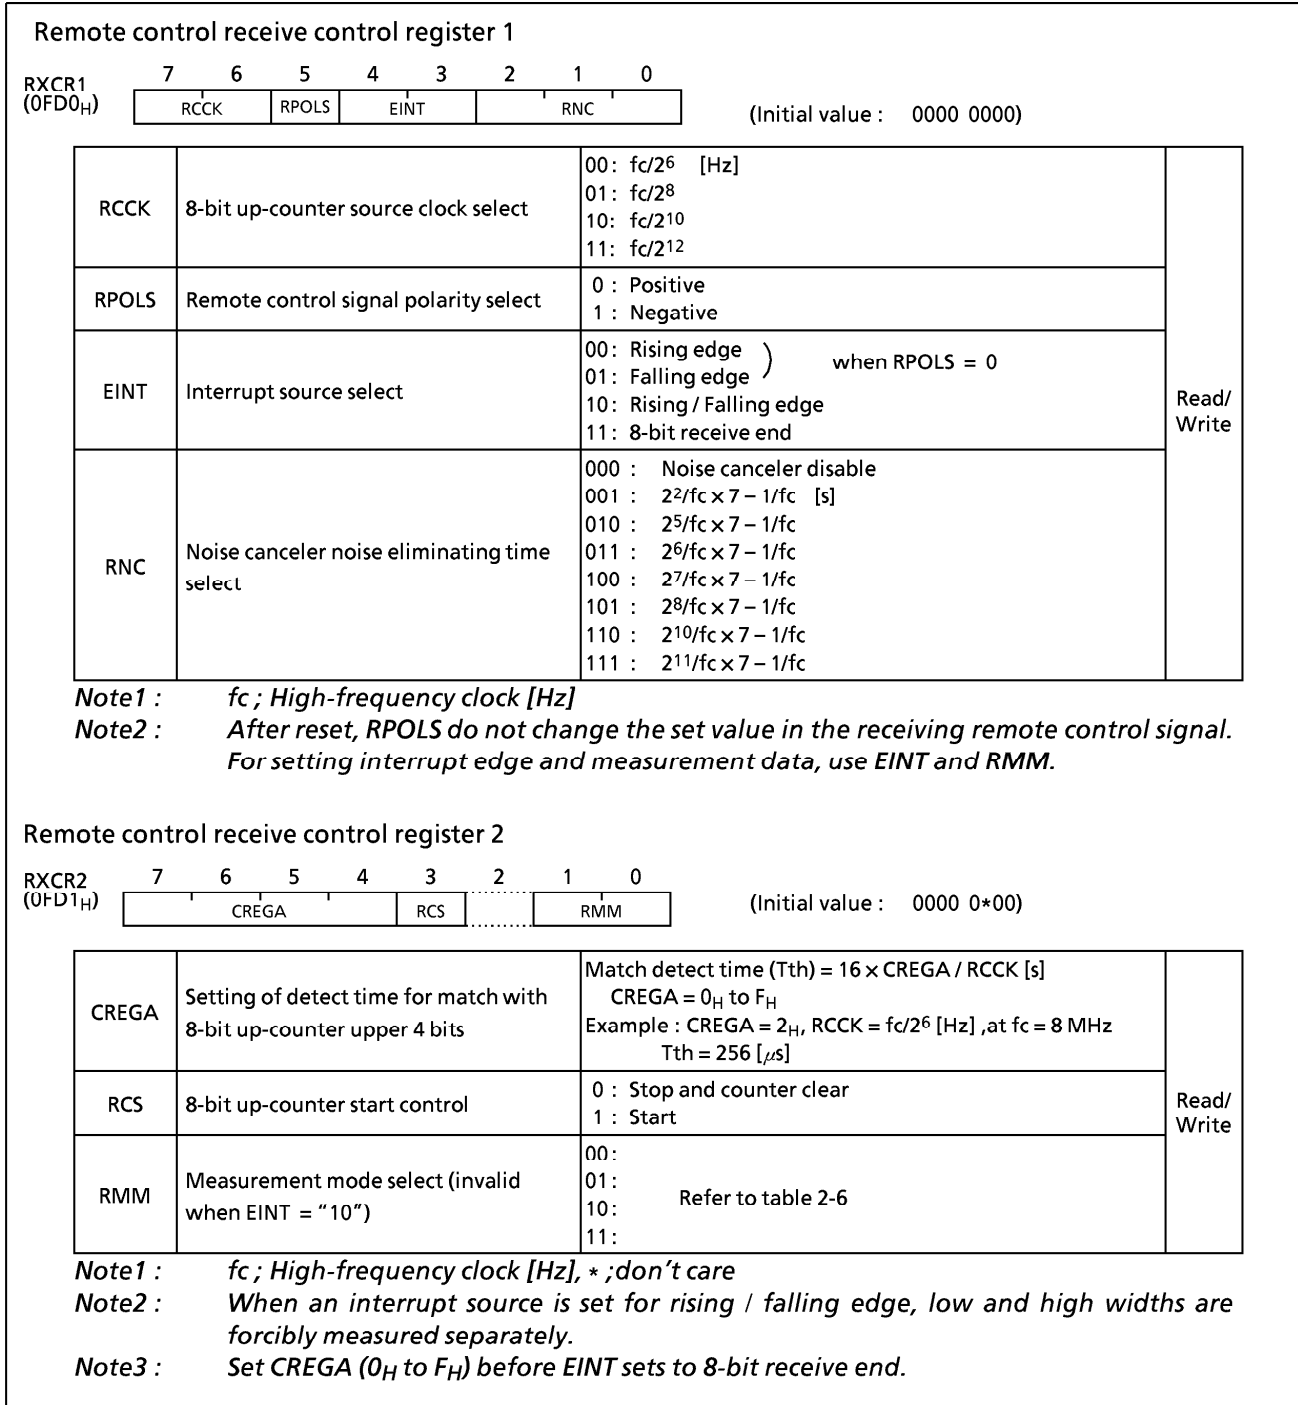 Remote control receive control register 1
7 6 5 4 3 2 1 0
RXCR1
(0FD0H)
RCCK RPOLS EINT RNC
(Initial value : 0000 0000)
RCCK 8-bit up-counter source clock select
00: fc/2⁶ [Hz]
01: fc/2⁸
10: fc/2¹⁰
11: fc/2¹²
RPOLS Remote control signal polarity select
0 : Positive
1 : Negative
EINT Interrupt source select
00: Rising edge
01: Falling edge
) when RPOLS = 0
10: Rising / Falling edge
11: 8-bit receive end
RNC Noise canceler noise eliminating time
select
000 : Noise canceler disable
001 : 2²/fc × 7 – 1/fc [s]
010 : 2⁵/fc × 7 – 1/fc
011 : 2⁶/fc × 7 – 1/fc
100 : 2⁷/fc × 7 – 1/fc
101 : 2⁸/fc × 7 – 1/fc
110 : 2¹⁰/fc × 7 – 1/fc
111 : 2¹¹/fc × 7 – 1/fc
Read/
Write
Note1 : fc ; High-frequency clock [Hz]
Note2 : After reset, RPOLS do not change the set value in the receiving remote control signal.
For setting interrupt edge and measurement data, use EINT and RMM.
Remote control receive control register 2
7 6 5 4 3 2 1 0
RXCR2
(0FD1H)
CREGA RCS RMM
(Initial value : 0000 0*00)
CREGA Setting of detect time for match with
8-bit up-counter upper 4 bits
Match detect time (Tth) = 16 × CREGA / RCCK [s]
CREGA = 0H to FH
Example : CREGA = 2H, RCCK = fc/2⁶ [Hz] ,at fc = 8 MHz
Tth = 256 [μs]
RCS 8-bit up-counter start control
0 : Stop and counter clear
1 : Start
RMM Measurement mode select (invalid
when EINT = “10”)
00:
01:
10:
11:
Refer to table 2-6
Read/
Write
Note1 : fc ; High-frequency clock [Hz], * ;don't care
Note2 : When an interrupt source is set for rising / falling edge, low and high widths are
forcibly measured separately.
Note3 : Set CREGA (0H to FH) before EINT sets to 8-bit receive end.